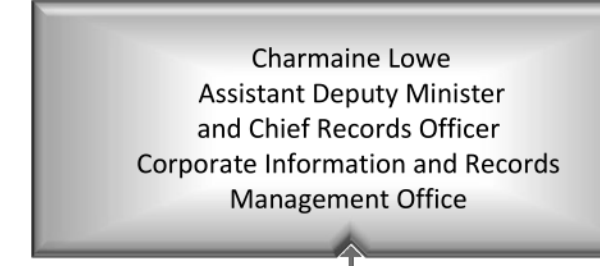 Charmaine Lowe
Assistant Deputy Minister
and Chief Records Officer
Corporate Information and Records
Management Office